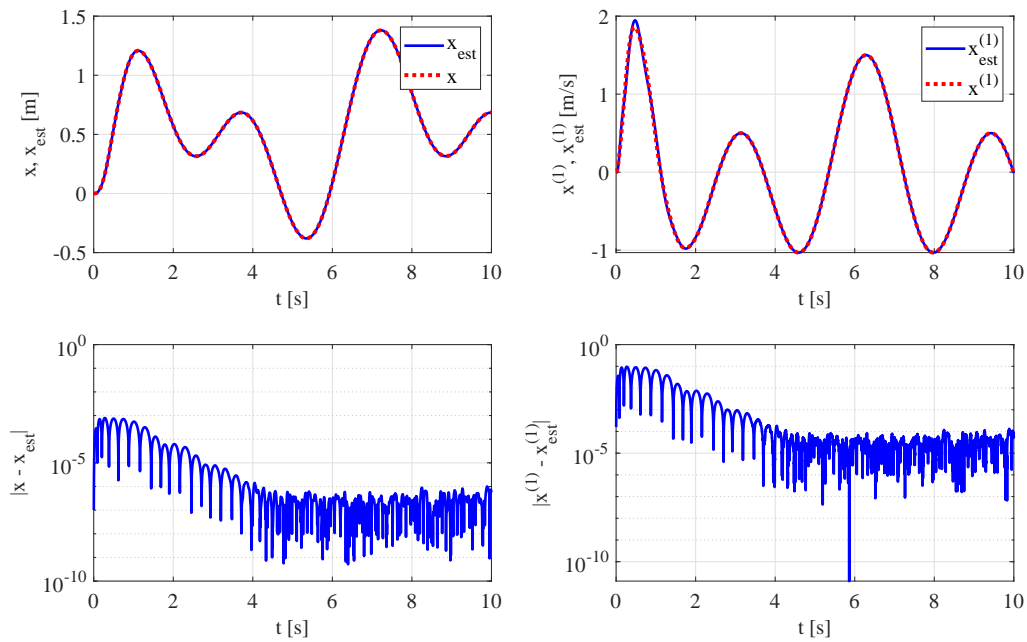 1.5
1
0.5
0
-0.5
x, x_est [m]
x_est
x
0 2 4 6 8 10
t [s]
2
1
0
-1
x^(1), x_est^(1) [m/s]
x_est^(1)
x^(1)
0 2 4 6 8 10
t [s]
10^0
10^-5
10^-10
|x - x_est|
0 2 4 6 8 10
t [s]
10^0
10^-5
10^-10
|x^(1) - x_est^(1)|
0 2 4 6 8 10
t [s]